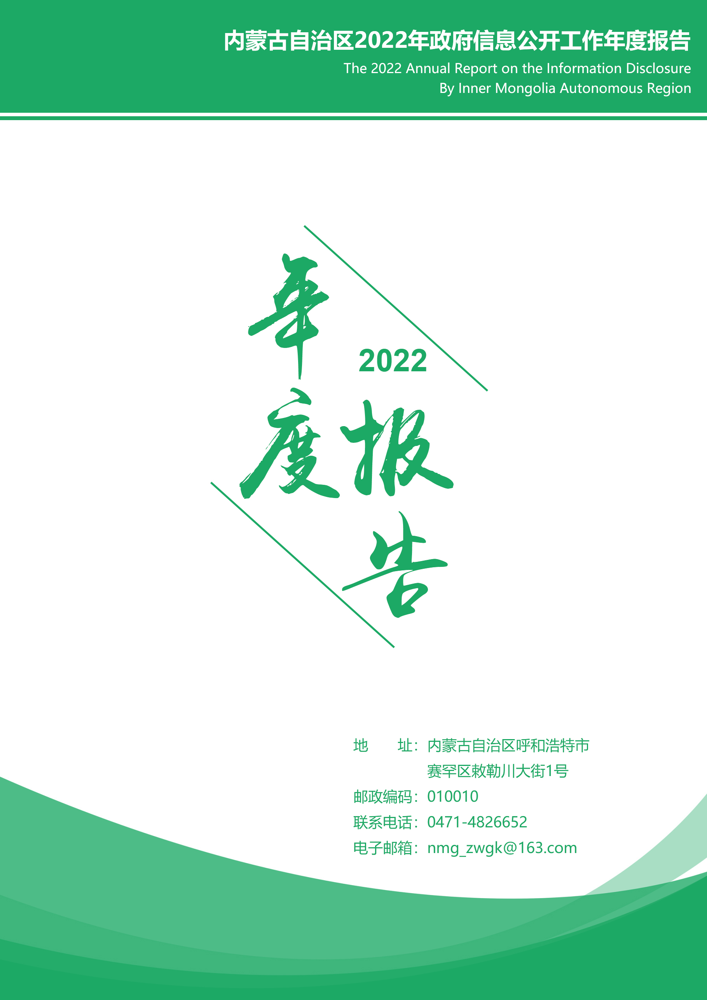 内蒙古自治区2022年政府信息公开工作年度报告
The 2022 Annual Report on the Information Disclosure
By Inner Mongolia Autonomous Region
年
2022
度报
告
地　　址：内蒙古自治区呼和浩特市
赛罕区敕勒川大街1号
邮政编码：010010
联系电话：0471-4826652
电子邮箱：nmg_zwgk@163.com